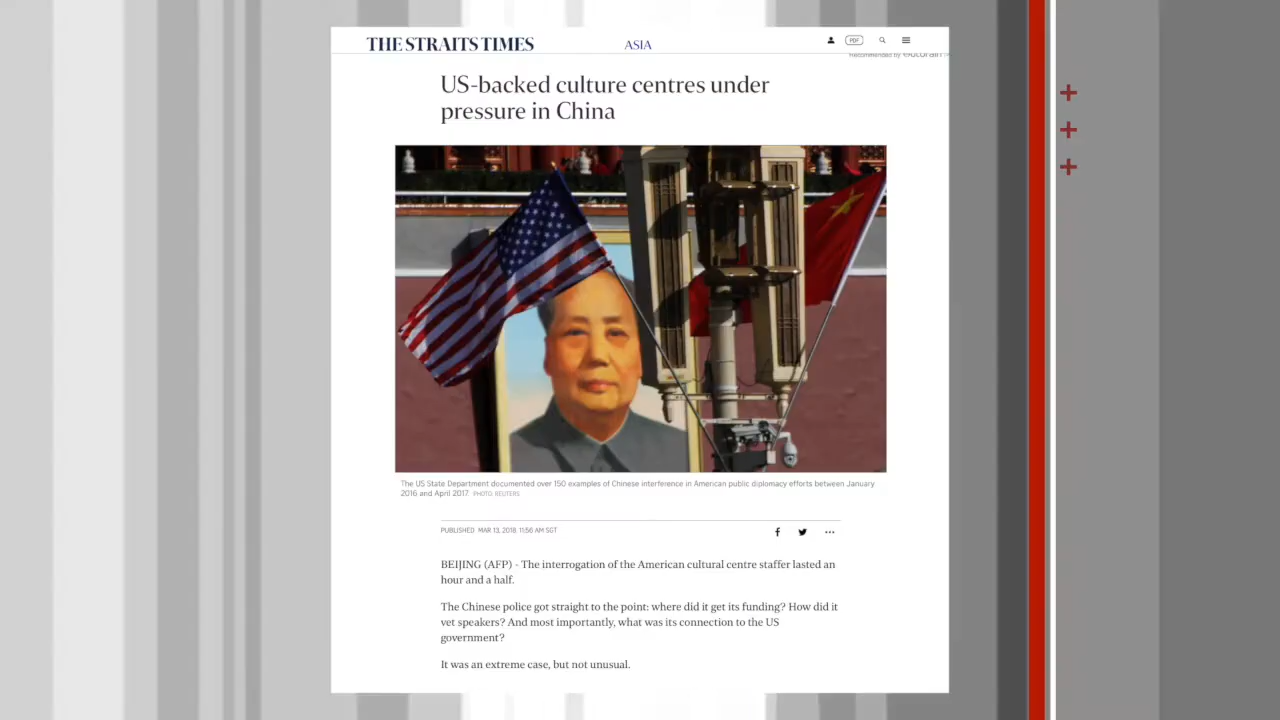 THE STRAITS TIMES
ASIA
PDF
Recommended by
US-backed culture centres under
pressure in China
The US State Department documented over 150 examples of Chinese interference in American public diplomacy efforts between January
2016 and April 2017. PHOTO: REUTERS
PUBLISHED MAR 13, 2018, 11:56 AM SGT
BEIJING (AFP) - The interrogation of the American cultural centre staffer lasted an
hour and a half.
The Chinese police got straight to the point: where did it get its funding? How did it
vet speakers? And most importantly, what was its connection to the US
government?
It was an extreme case, but not unusual.